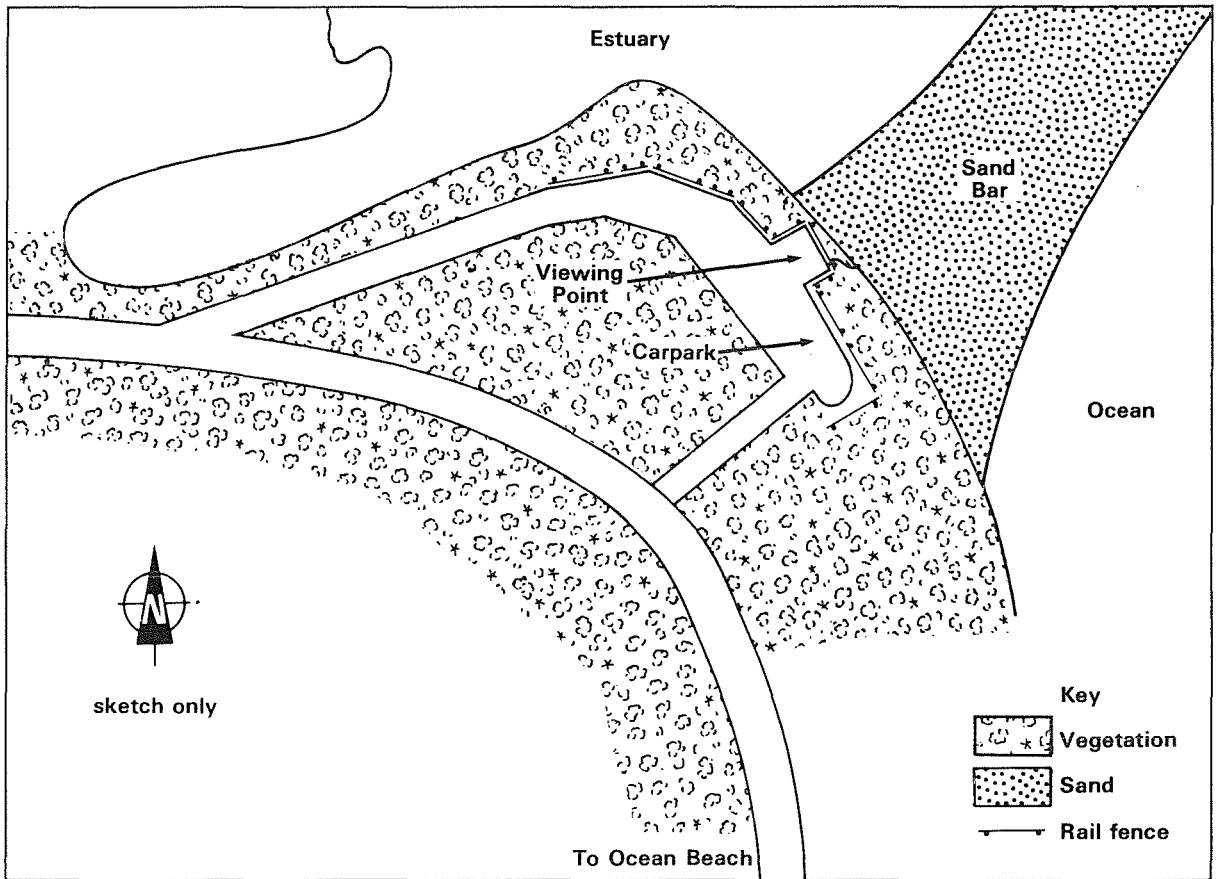 Estuary
Sand
Bar
Viewing
Point
Carpark
Ocean
N
sketch only
Key
Vegetation
Sand
Rail fence
To Ocean Beach